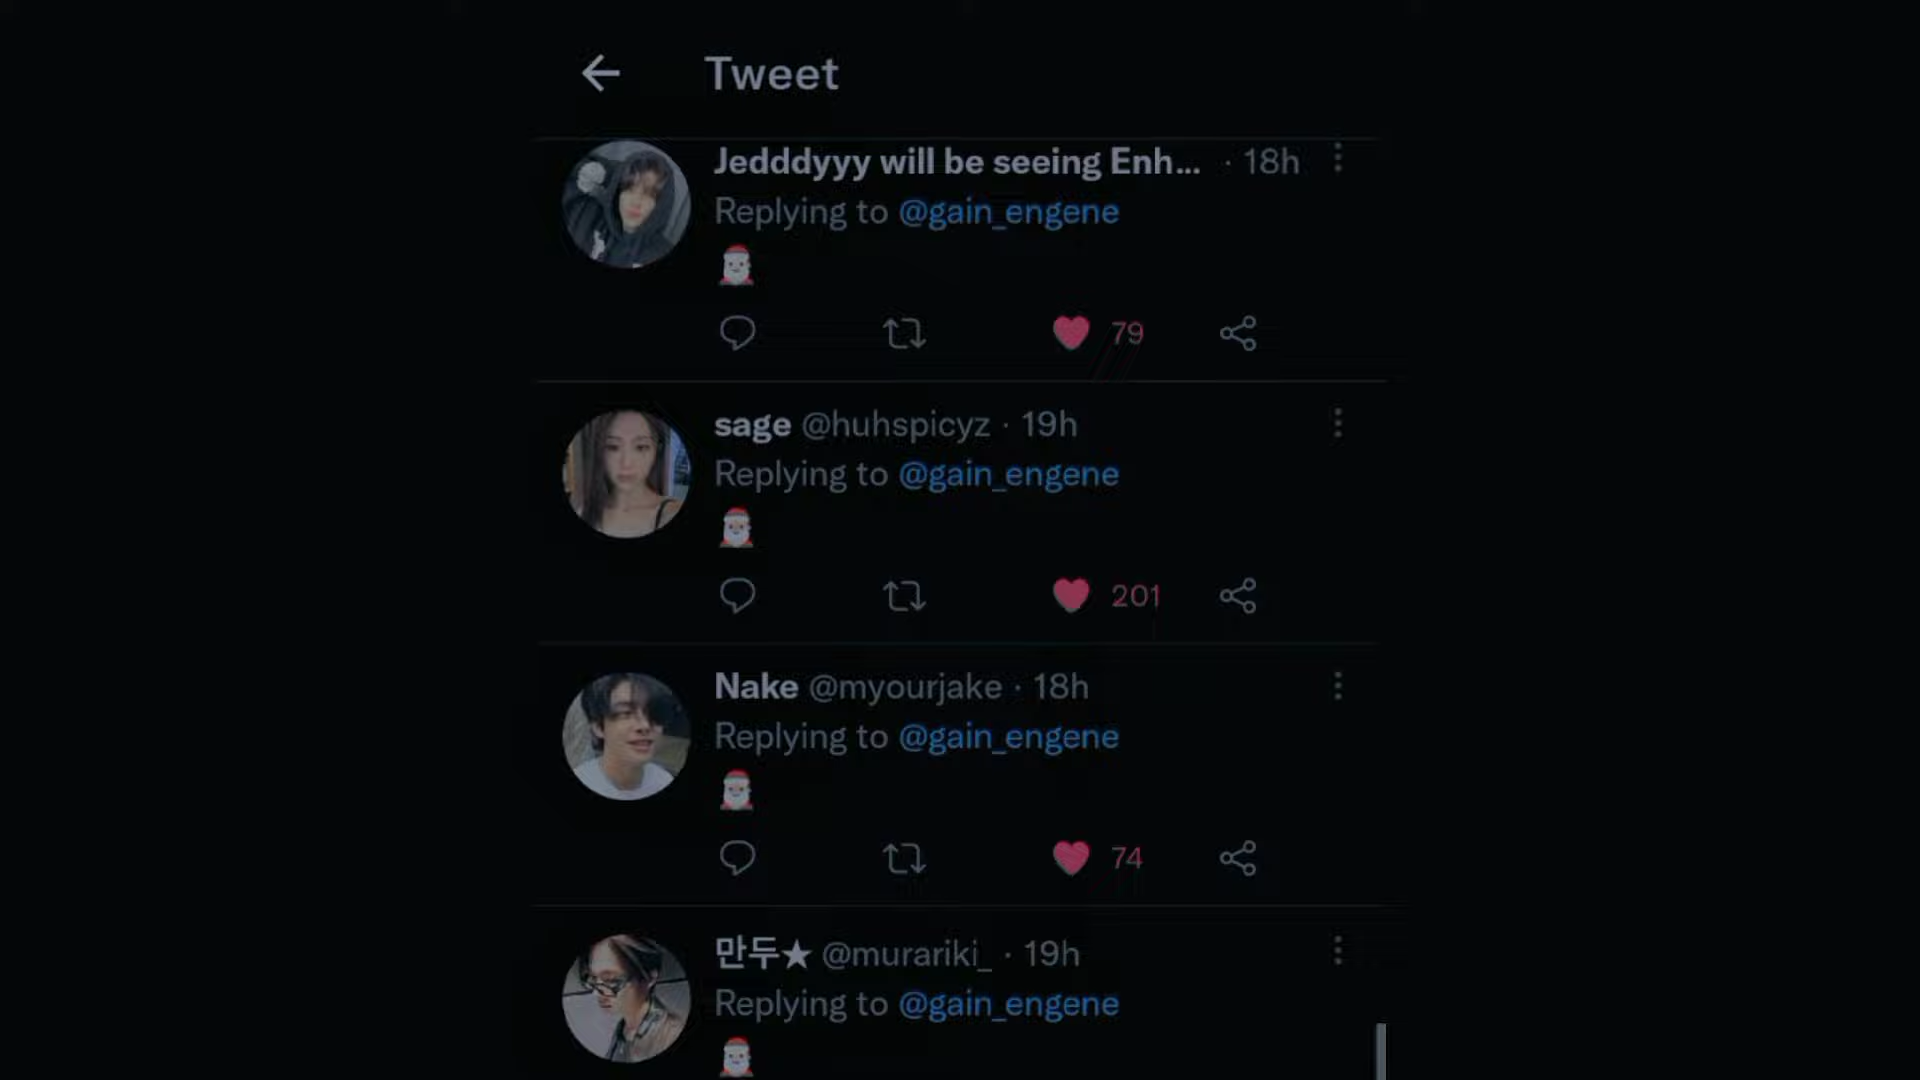 Tweet
Jedddyyy will be seeing Enh... · 18h
Replying to @gain_engene
🎅
79
sage @huhspicyz · 19h
Replying to @gain_engene
🎅
201
Nake @myourjake · 18h
Replying to @gain_engene
🎅
74
만두★ @murariki_ · 19h
Replying to @gain_engene
🎅